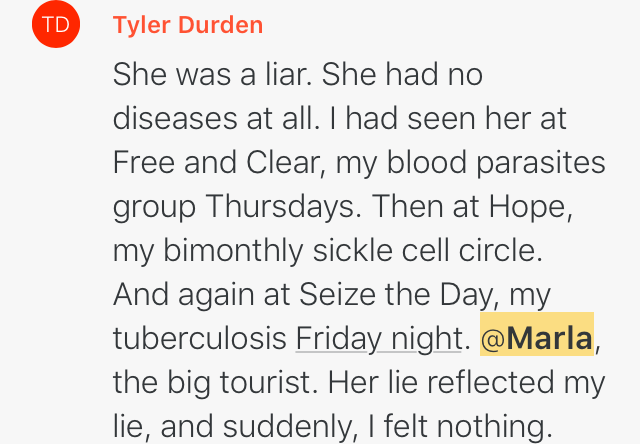 TD
Tyler Durden
She was a liar. She had no
diseases at all. I had seen her at
Free and Clear, my blood parasites
group Thursdays. Then at Hope,
my bimonthly sickle cell circle.
And again at Seize the Day, my
tuberculosis Friday night. @Marla,
the big tourist. Her lie reflected my
lie, and suddenly, I felt nothing.